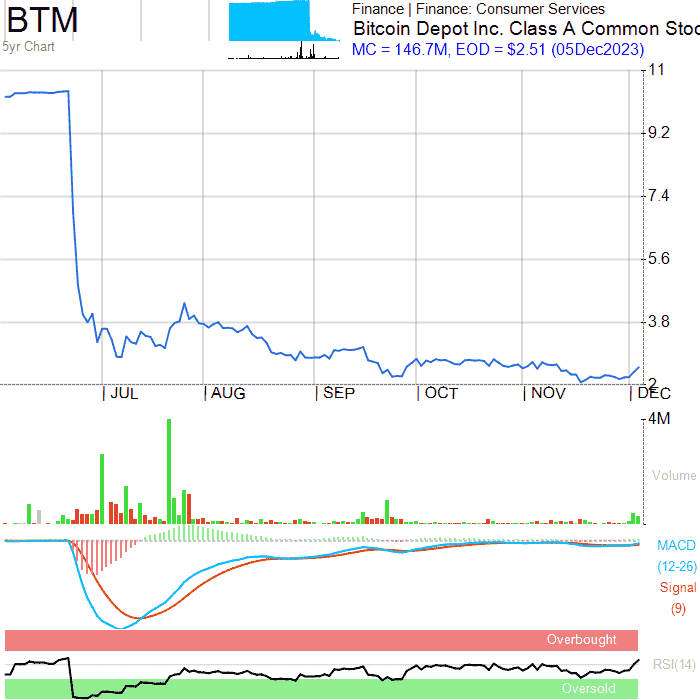 BTM
5yr Chart
Finance | Finance: Consumer Services
Bitcoin Depot Inc. Class A Common Stoc
MC = 146.7M, EOD = $2.51 (05Dec2023)
11
9.2
7.4
5.6
3.8
2
JUL AUG SEP OCT NOV DEC
4M
Volume
MACD
(12-26)
Signal
(9)
Overbought
RSI(14)
Oversold